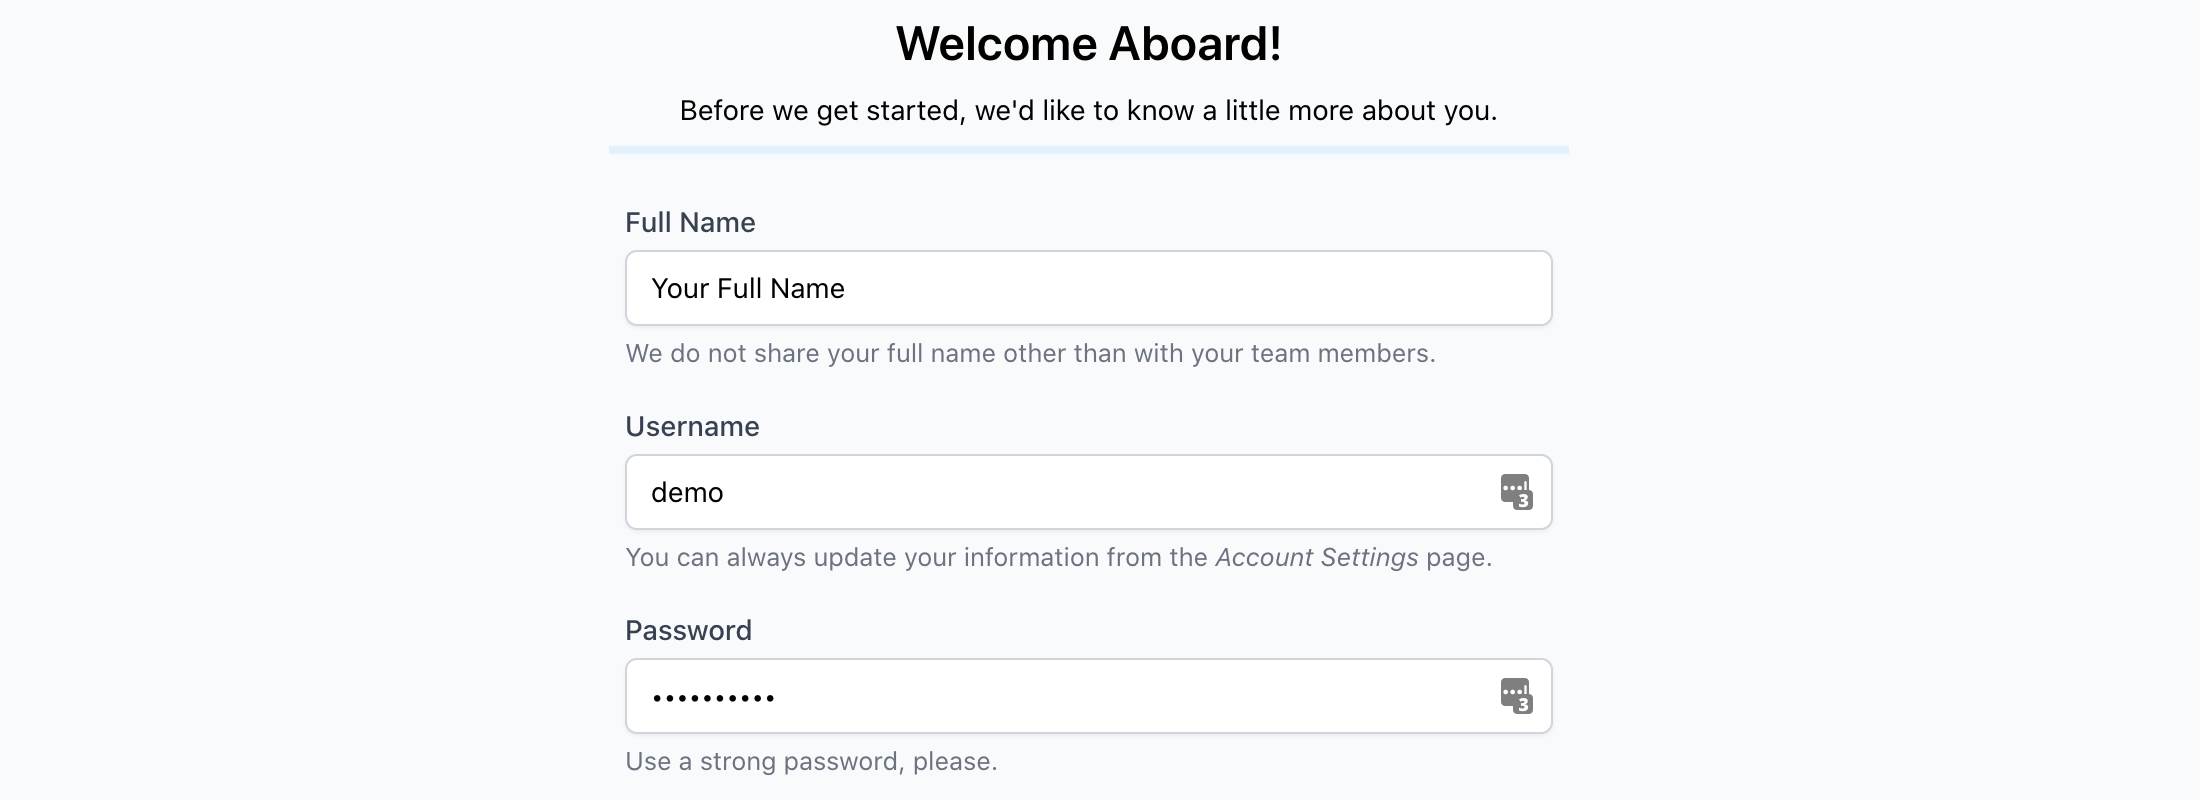 Welcome Aboard!
Before we get started, we'd like to know a little more about you.
Full Name
Your Full Name
We do not share your full name other than with your team members.
Username
demo
3
You can always update your information from the Account Settings page.
Password
••••••••••
3
Use a strong password, please.